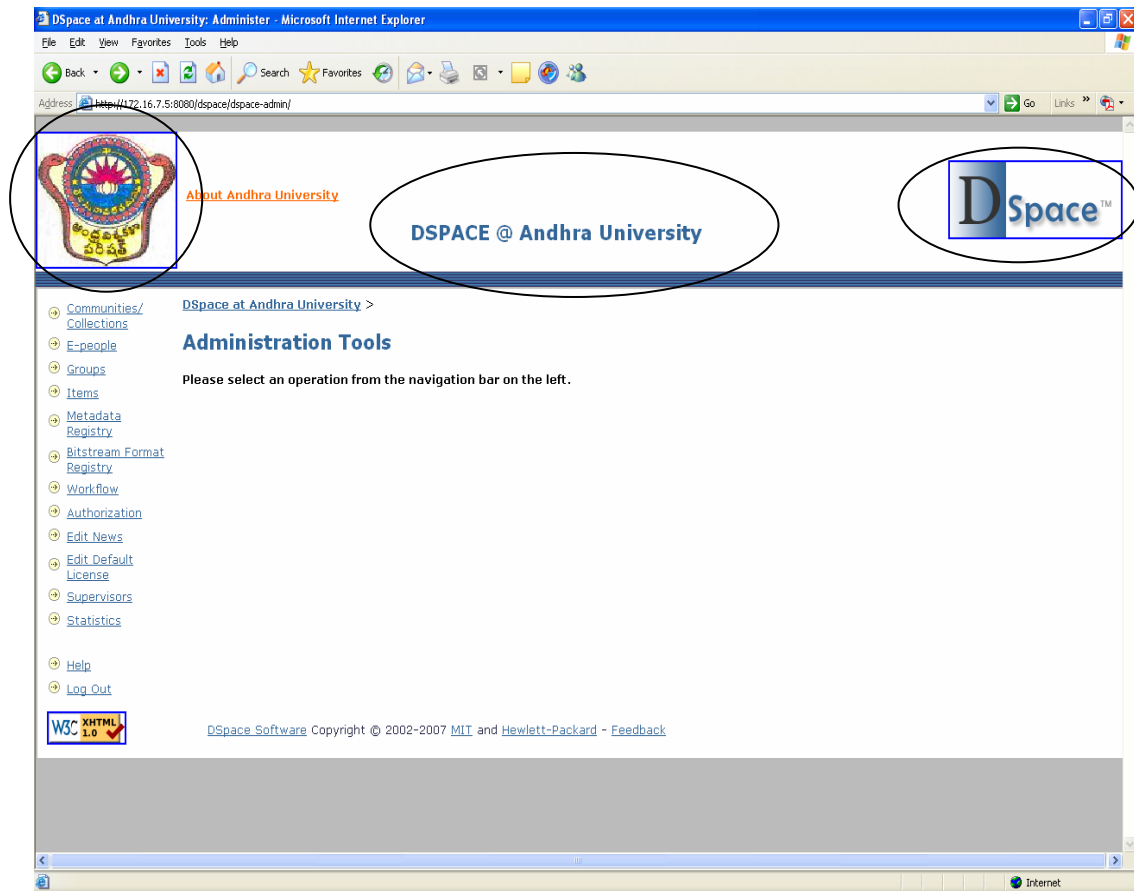 DSpace at Andhra University: Administer - Microsoft Internet Explorer
File Edit View Favorites Tools Help
Back Search Favorites
Address http://172.16.7.5:8080/dspace/dspace-admin/ Go Links »
ఆంధ్ర విశ్వకళా
పరిషత్
About Andhra University
DSPACE @ Andhra University
DSpace™
DSpace at Andhra University >
Administration Tools
Please select an operation from the navigation bar on the left.
Communities/
Collections
E-people
Groups
Items
Metadata
Registry
Bitstream Format
Registry
Workflow
Authorization
Edit News
Edit Default
License
Supervisors
Statistics
Help
Log Out
W3C XHTML
1.0
DSpace Software Copyright © 2002-2007 MIT and Hewlett-Packard - Feedback
Internet